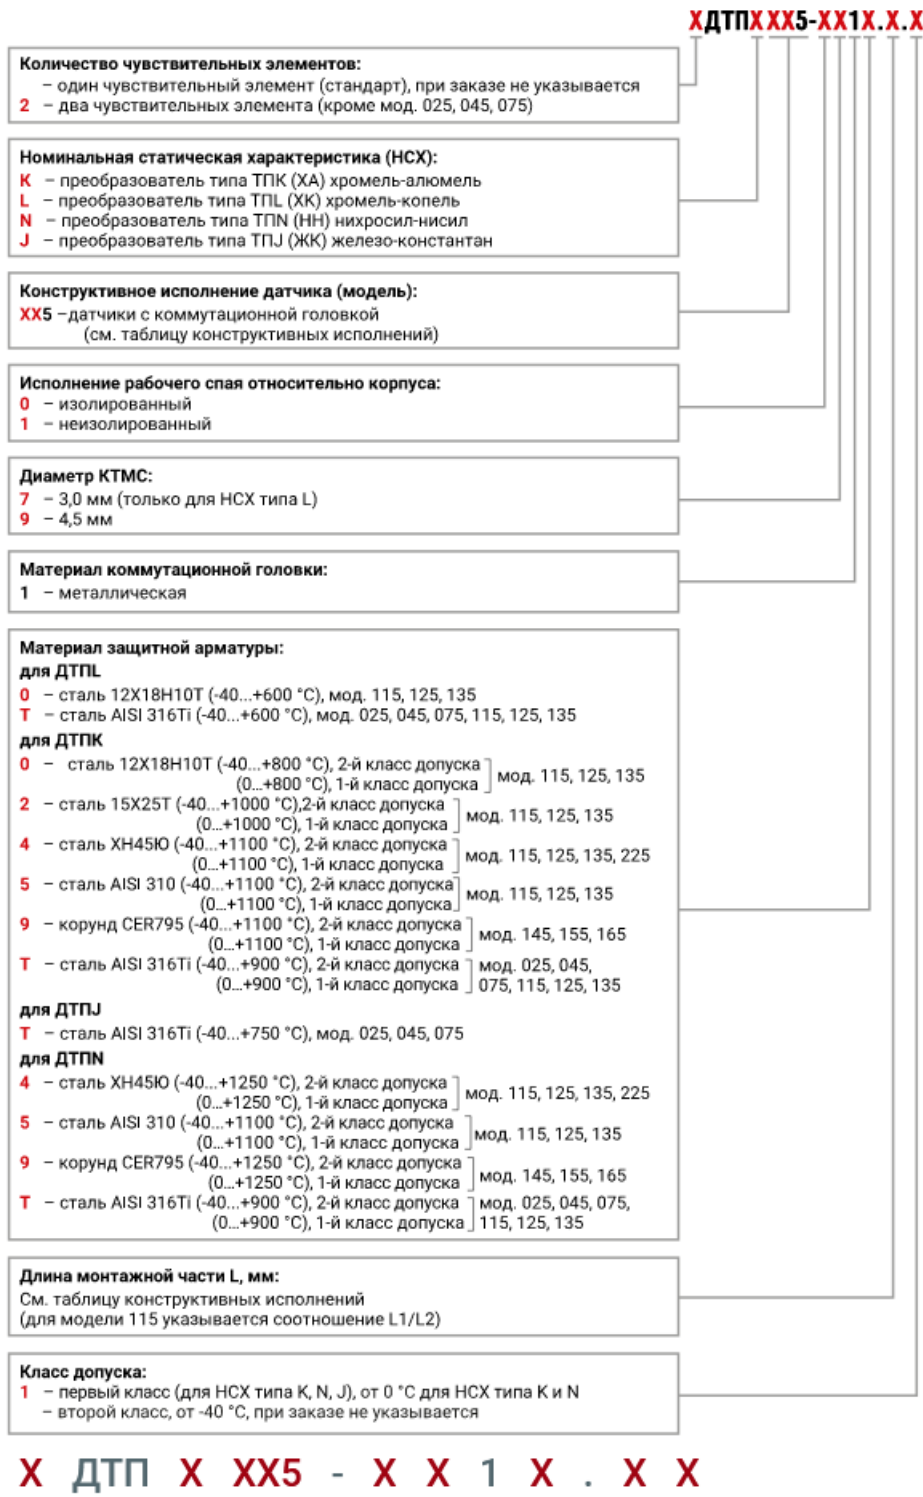 ХДТПХХХ5-ХХ1Х.Х.Х
Количество чувствительных элементов:
– один чувствительный элемент (стандарт), при заказе не указывается
2 – два чувствительных элемента (кроме мод. 025, 045, 075)
Номинальная статическая характеристика (НСХ):
K – преобразователь типа ТПК (ХА) хромель-алюмель
L – преобразователь типа ТПL (ХК) хромель-копель
N – преобразователь типа ТПN (НН) нихросил-нисил
J – преобразователь типа ТПJ (ЖК) железо-константан
Конструктивное исполнение датчика (модель):
ХХ5 –датчики с коммутационной головкой
(см. таблицу конструктивных исполнений)
Исполнение рабочего спая относительно корпуса:
0 – изолированный
1 – неизолированный
Диаметр КТМС:
7 – 3,0 мм (только для НСХ типа L)
9 – 4,5 мм
Материал коммутационной головки:
1 – металлическая
Материал защитной арматуры:
для ДТПL
0 – сталь 12Х18Н10Т (-40...+600 °С), мод. 115, 125, 135
T – сталь AISI 316Ti (-40...+600 °С), мод. 025, 045, 075, 115, 125, 135
для ДТПК
0 – сталь 12Х18Н10Т (-40...+800 °С), 2-й класс допуска
(0...+800 °С), 1-й класс допуска мод. 115, 125, 135
2 – сталь 15Х25Т (-40...+1000 °С),2-й класс допуска
(0...+1000 °С), 1-й класс допуска мод. 115, 125, 135
4 – сталь ХН45Ю (-40...+1100 °С), 2-й класс допуска
(0...+1100 °С), 1-й класс допуска мод. 115, 125, 135, 225
5 – сталь AISI 310 (-40...+1100 °С), 2-й класс допуска
(0...+1100 °С), 1-й класс допуска мод. 115, 125, 135
9 – корунд CER795 (-40...+1100 °С), 2-й класс допуска
(0...+1100 °С), 1-й класс допуска мод. 145, 155, 165
T – сталь AISI 316Ti (-40...+900 °С), 2-й класс допуска мод. 025, 045,
(0...+900 °С), 1-й класс допуска 075, 115, 125, 135
для ДТПJ
T – сталь AISI 316Ti (-40...+750 °С), мод. 025, 045, 075
для ДТПN
4 – сталь ХН45Ю (-40...+1250 °С), 2-й класс допуска
(0...+1250 °С), 1-й класс допуска мод. 115, 125, 135, 225
5 – сталь AISI 310 (-40...+1100 °С), 2-й класс допуска
(0...+1100 °С), 1-й класс допуска мод. 115, 125, 135
9 – корунд CER795 (-40...+1250 °С), 2-й класс допуска
(0...+1250 °С), 1-й класс допуска мод. 145, 155, 165
T – сталь AISI 316Ti (-40...+900 °С), 2-й класс допуска мод. 025, 045, 075,
(0...+900 °С), 1-й класс допуска 115, 125, 135
Длина монтажной части L, мм:
См. таблицу конструктивных исполнений
(для модели 115 указывается соотношение L1/L2)
Класс допуска:
1 – первый класс (для НСХ типа K, N, J), от 0 °С для НСХ типа K и N
– второй класс, от -40 °С, при заказе не указывается
Х ДТП Х ХХ5 - Х Х 1 Х . Х Х